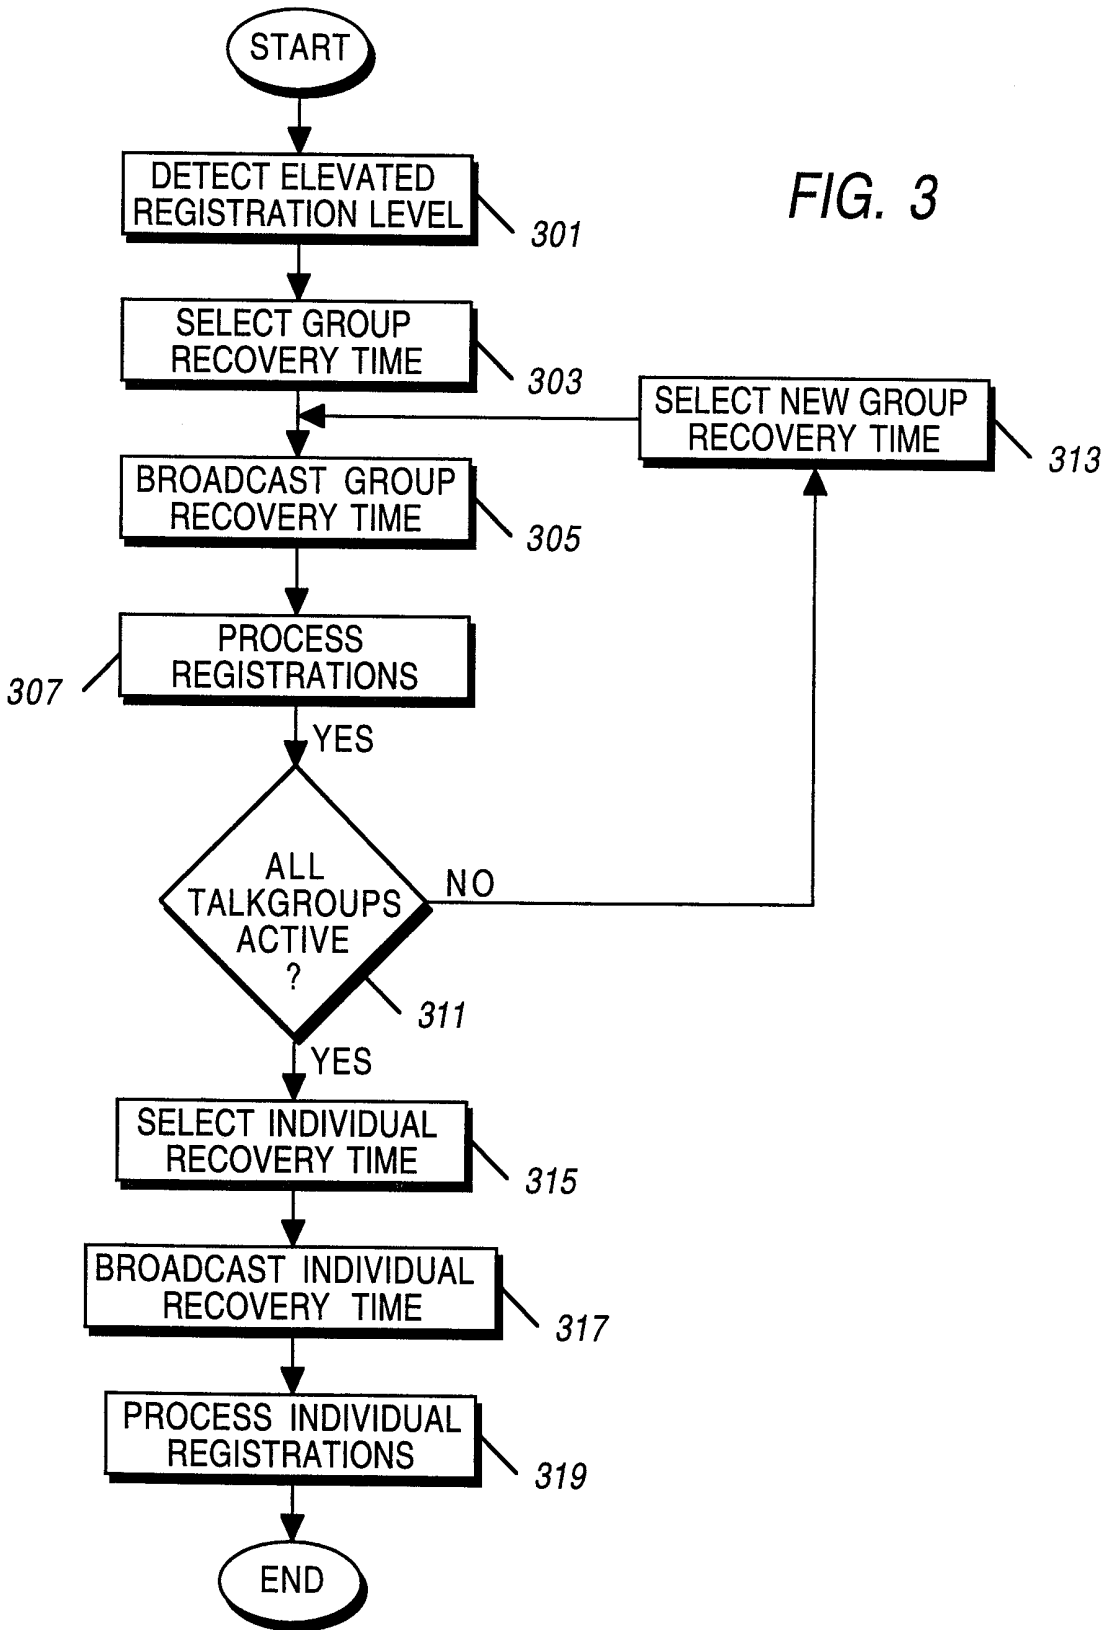 START
DETECT ELEVATED
REGISTRATION LEVEL
301
FIG. 3
SELECT GROUP
RECOVERY TIME
303
SELECT NEW GROUP
RECOVERY TIME
313
BROADCAST GROUP
RECOVERY TIME
305
PROCESS
REGISTRATIONS
307
YES
ALL
TALKGROUPS
ACTIVE
?
NO
311
YES
SELECT INDIVIDUAL
RECOVERY TIME
315
BROADCAST INDIVIDUAL
RECOVERY TIME
317
PROCESS INDIVIDUAL
REGISTRATIONS
319
END